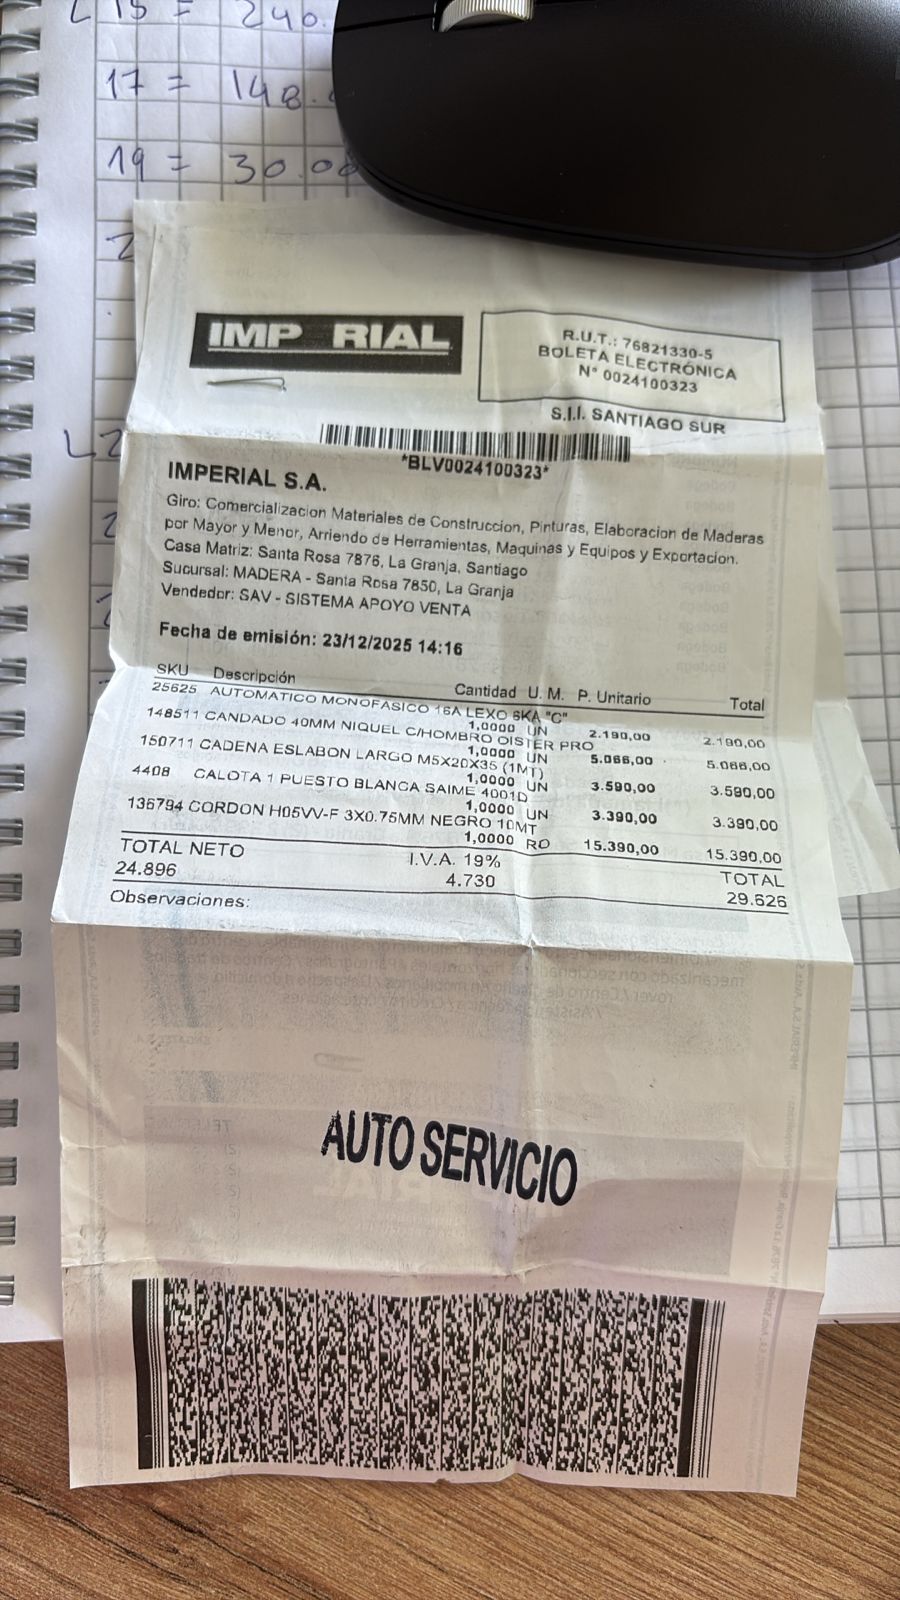 15 = 240.
17 = 148.
19 = 30.00
IMP RIAL
R.U.T.: 76821330-5
BOLETA ELECTRÓNICA
N° 0024100323
S.I.I. SANTIAGO SUR
*BLV0024100323*
IMPERIAL S.A.
Giro: Comercializacion Materiales de Construccion, Pinturas, Elaboracion de Maderas
por Mayor y Menor, Arriendo de Herramientas, Maquinas y Equipos y Exportacion.
Casa Matriz: Santa Rosa 7876, La Granja, Santiago
Sucursal: MADERA - Santa Rosa 7850, La Granja
Vendedor: SAV - SISTEMA APOYO VENTA
Fecha de emisión: 23/12/2025 14:16
SKU Descripción Cantidad U. M. P. Unitario Total
25625 AUTOMATICO MONOFASICO 16A LEXO 6KA "C"
1,0000 UN 2.190,00 2.190,00
148511 CANDADO 40MM NIQUEL C/HOMBRO OISTER PRO
1,0000 UN 5.066,00 5.066,00
150711 CADENA ESLABON LARGO M5X20X35 (1MT)
1,0000 UN 3.590,00 3.590,00
4408 CALOTA 1 PUESTO BLANCA SAIME 4001D
1,0000 UN 3.390,00 3.390,00
136794 CORDON H05VV-F 3X0.75MM NEGRO 10MT
1,0000 RO 15.390,00 15.390,00
TOTAL NETO I.V.A. 19% TOTAL
24.896 4.730 29.626
Observaciones:
AUTO SERVICIO